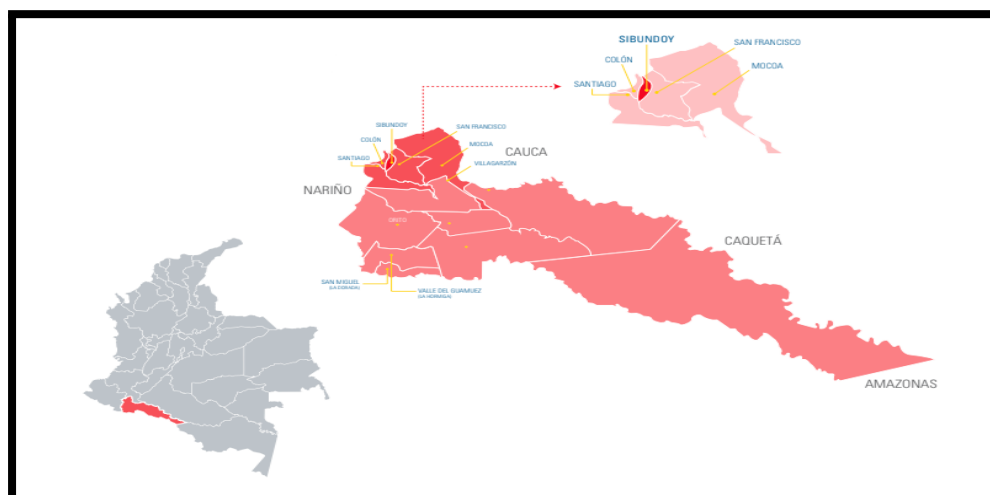 SIBUNDOY
SAN FRANCISCO
COLÓN
MOCOA
SANTIAGO
SIBUNDOY
SAN FRANCISCO
COLÓN
MOCOA
CAUCA
SANTIAGO
VILLAGARZÓN
NARIÑO
ORITO
CAQUETÁ
SAN MIGUEL
(LA DORADA)
VALLE DEL GUAMUEZ
(LA HORMIGA)
AMAZONAS